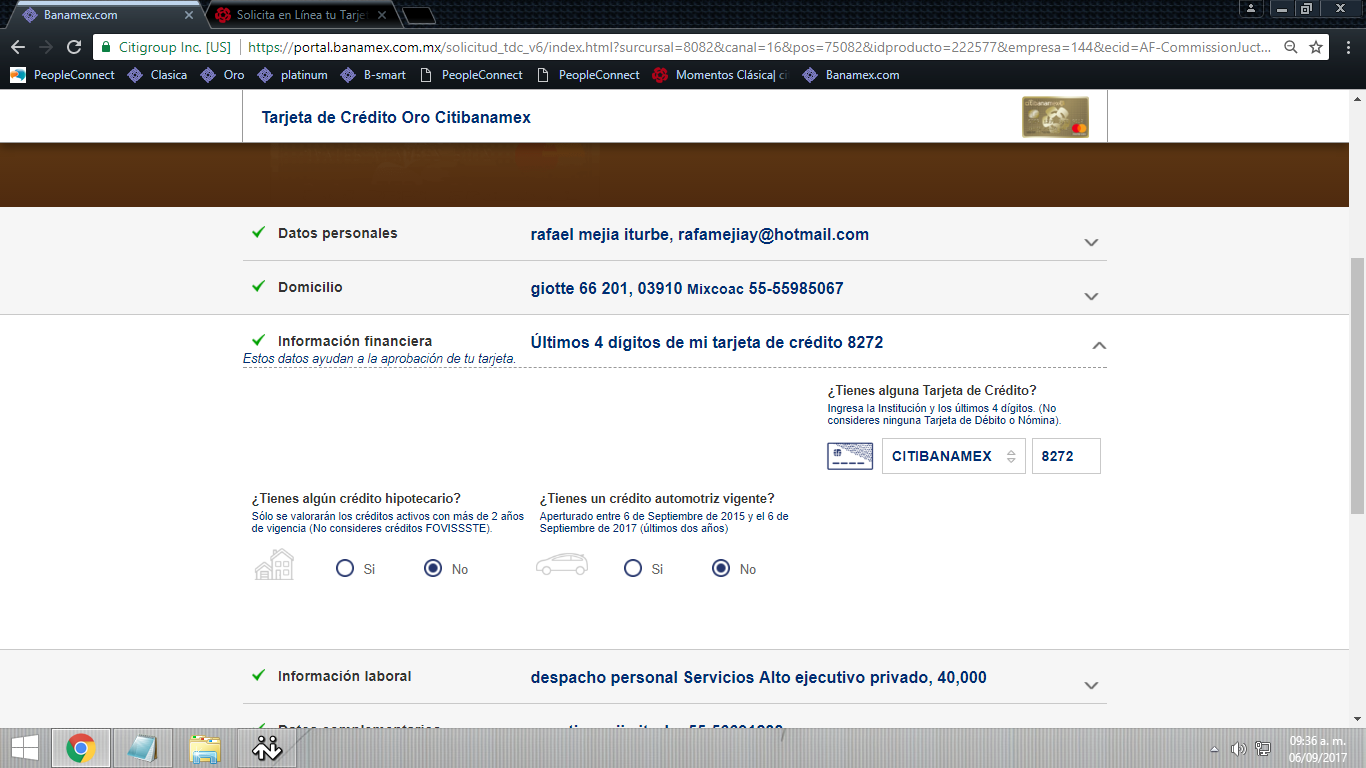 Banamex.com
Solicita en Línea tu Tarje
Citigroup Inc. [US] https://portal.banamex.com.mx/solicitud_tdc_v6/index.html?surcursal=8082&canal=16&pos=75082&idproducto=222577&empresa=144&ecid=AF-CommissionJuct...
PeopleConnect Clasica Oro platinum B-smart PeopleConnect PeopleConnect Momentos Clásica| ci Banamex.com
Tarjeta de Crédito Oro Citibanamex
Datos personales rafael mejia iturbe, rafamejiay@hotmail.com
Domicilio giotte 66 201, 03910 Mixcoac 55-55985067
Información financiera Últimos 4 digitos de mi tarjeta de crédito 8272
Estos datos ayudan a la aprobación de tu tarjeta.
¿Tienes alguna Tarjeta de Crédito?
Ingresa la Institución y los últimos 4 dígitos. (No
consideres ninguna Tarjeta de Débito o Nómina).
CITIBANAMEX 8272
¿Tienes algún crédito hipotecario?
Sólo se valorarán los créditos activos con más de 2 años
de vigencia (No consideres créditos FOVISSSTE).
Si No
¿Tienes un crédito automotriz vigente?
Aperturado entre 6 de Septiembre de 2015 y el 6 de
Septiembre de 2017 (últimos dos años)
Si No
Información laboral despacho personal Servicios Alto ejecutivo privado, 40,000
Datos complementarios
09:36 a. m.
06/09/2017